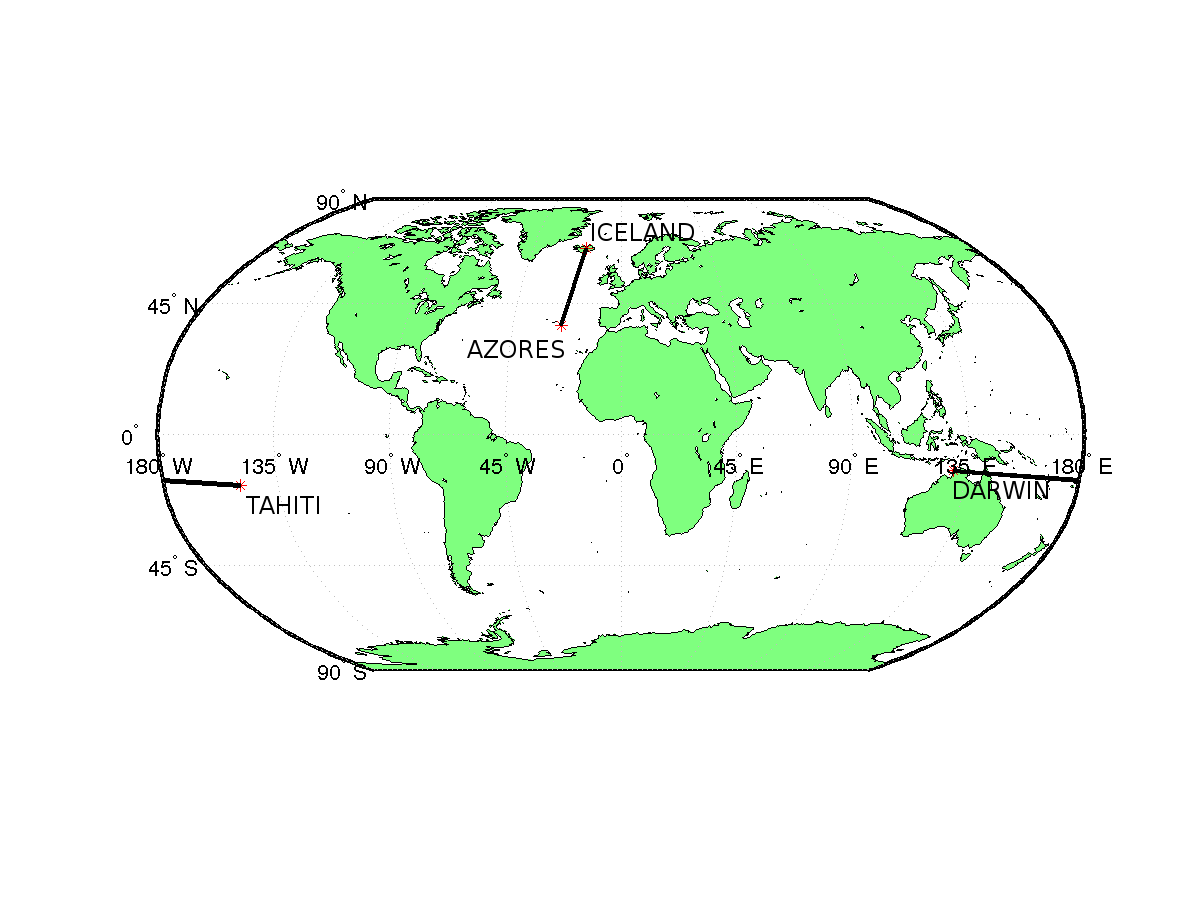 90° N
ICELAND
45° N
AZORES
0°
180° W
135° W
90° W
45° W
0°
45° E
90° E
135° E
180° E
TAHITI
DARWIN
45° S
90° S